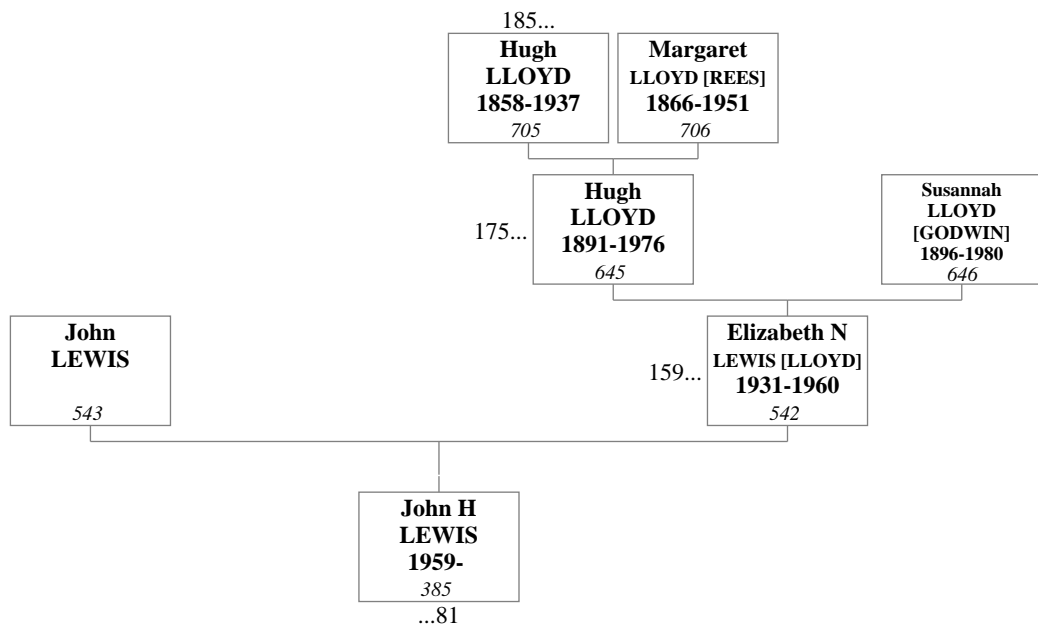 185...
Hugh
LLOYD
1858-1937
705
Margaret
LLOYD [REES]
1866-1951
706
175...
Hugh
LLOYD
1891-1976
645
Susannah
LLOYD
[GODWIN]
1896-1980
646
John
LEWIS
543
159...
Elizabeth N
LEWIS [LLOYD]
1931-1960
542
John H
LEWIS
1959-
385
...81